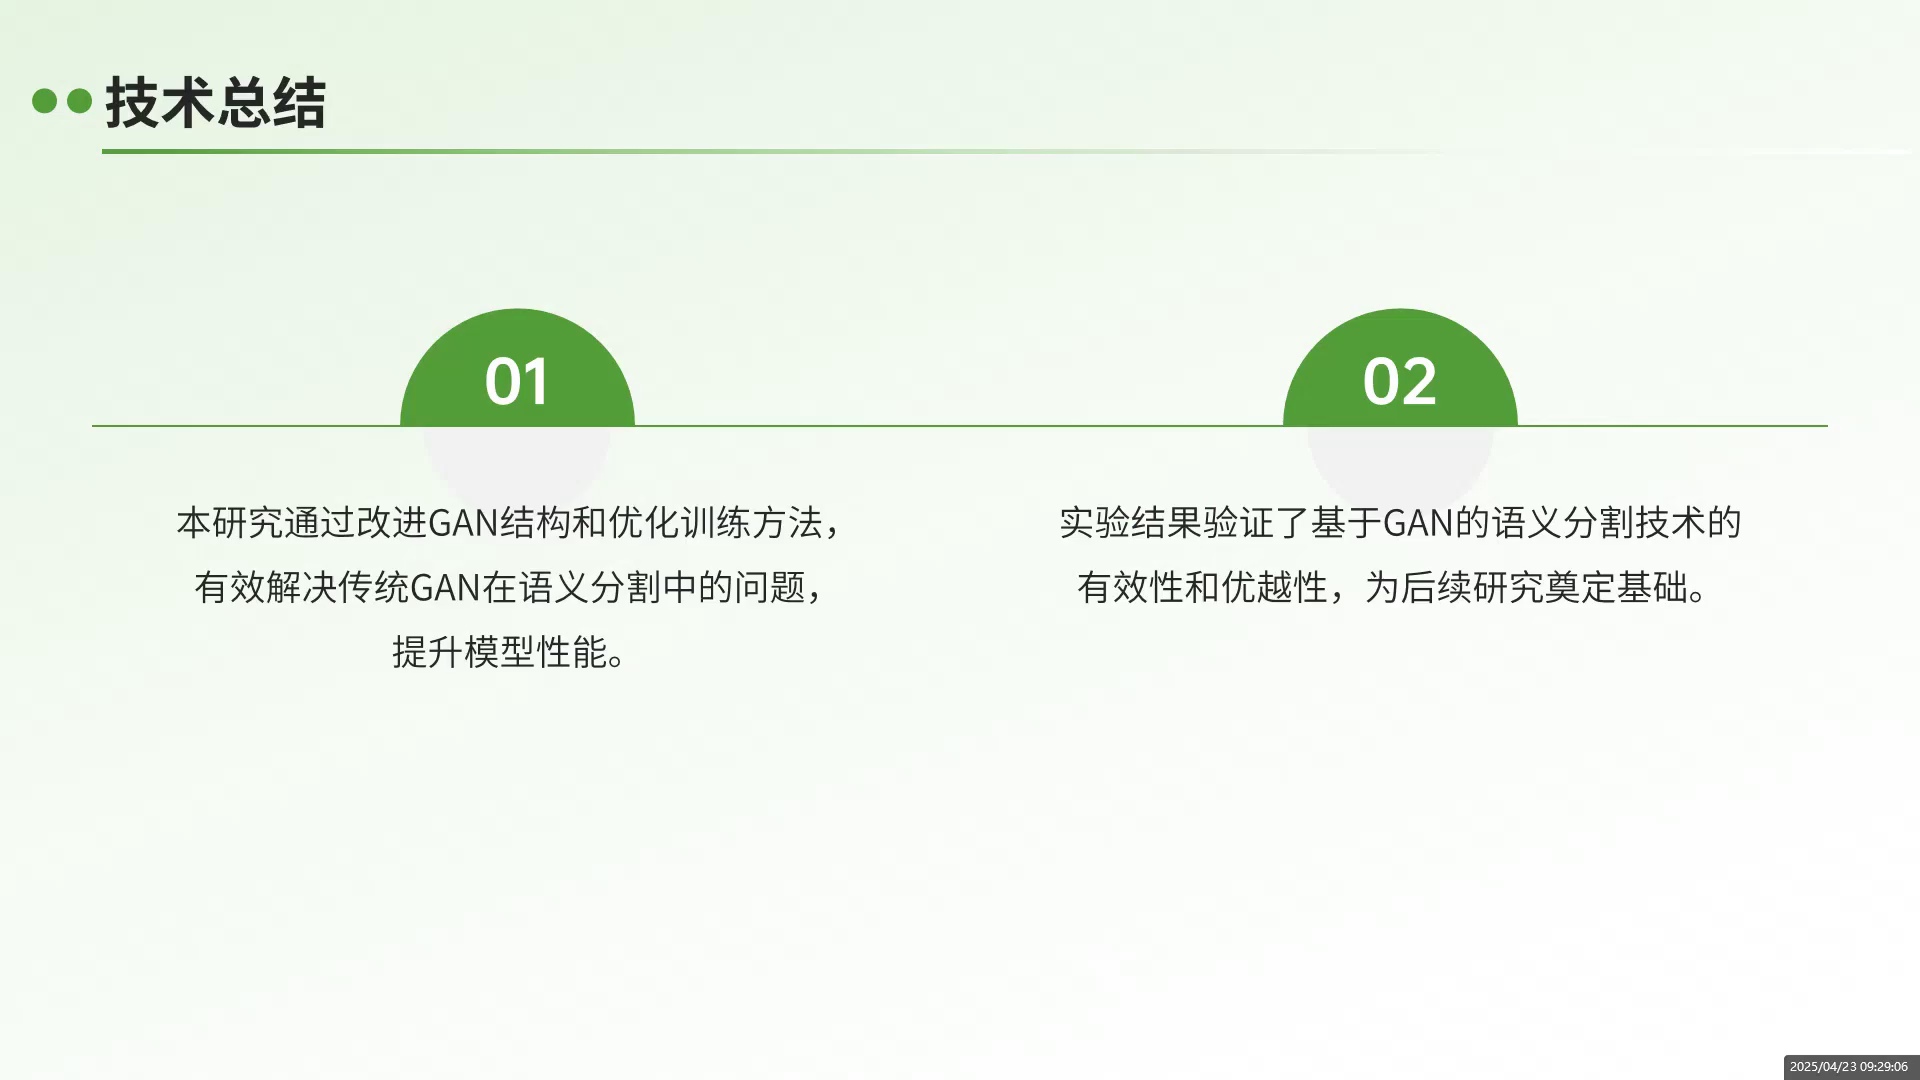 技术总结
01
本研究通过改进GAN结构和优化训练方法，
有效解决传统GAN在语义分割中的问题，
提升模型性能。
02
实验结果验证了基于GAN的语义分割技术的
有效性和优越性，为后续研究奠定基础。
2025/04/23 09:29:06